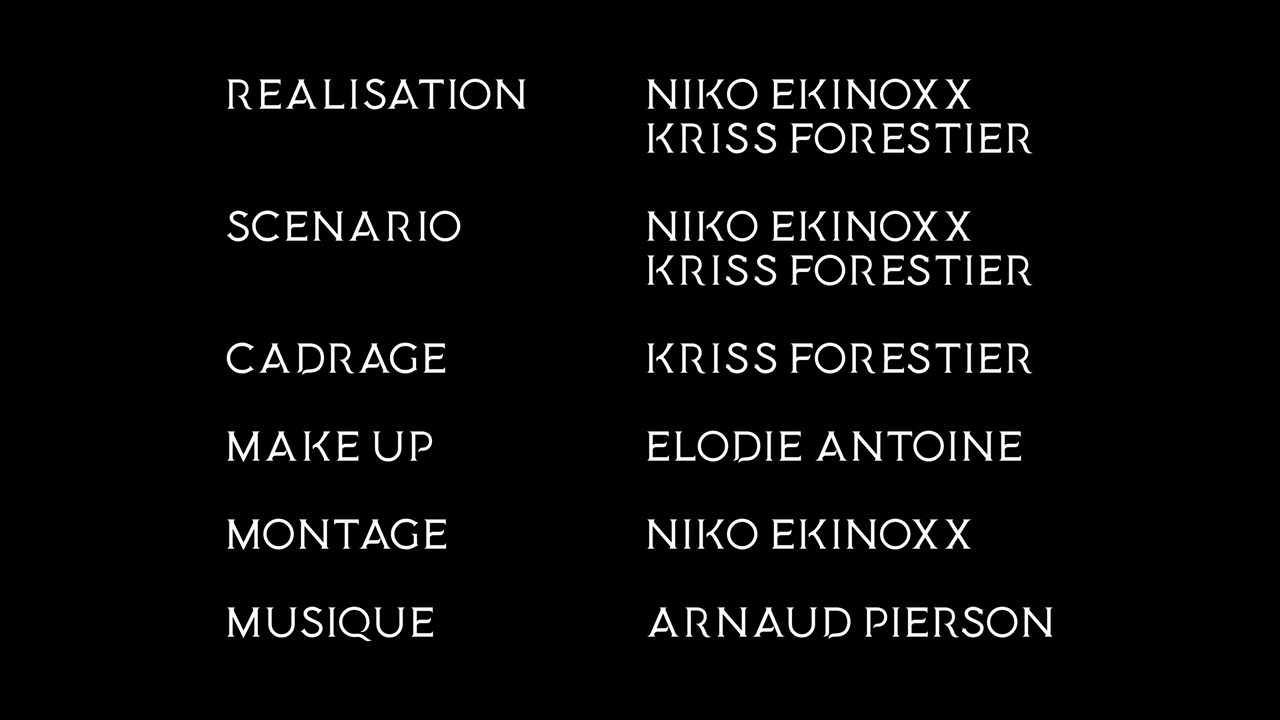 REALISATION NIKO EKINOXX
KRISS FORESTIER
SCENARIO NIKO EKINOXX
KRISS FORESTIER
CADRAGE KRISS FORESTIER
MAKE UP ELODIE ANTOINE
MONTAGE NIKO EKINOXX
MUSIQUE ARNAUD PIERSON